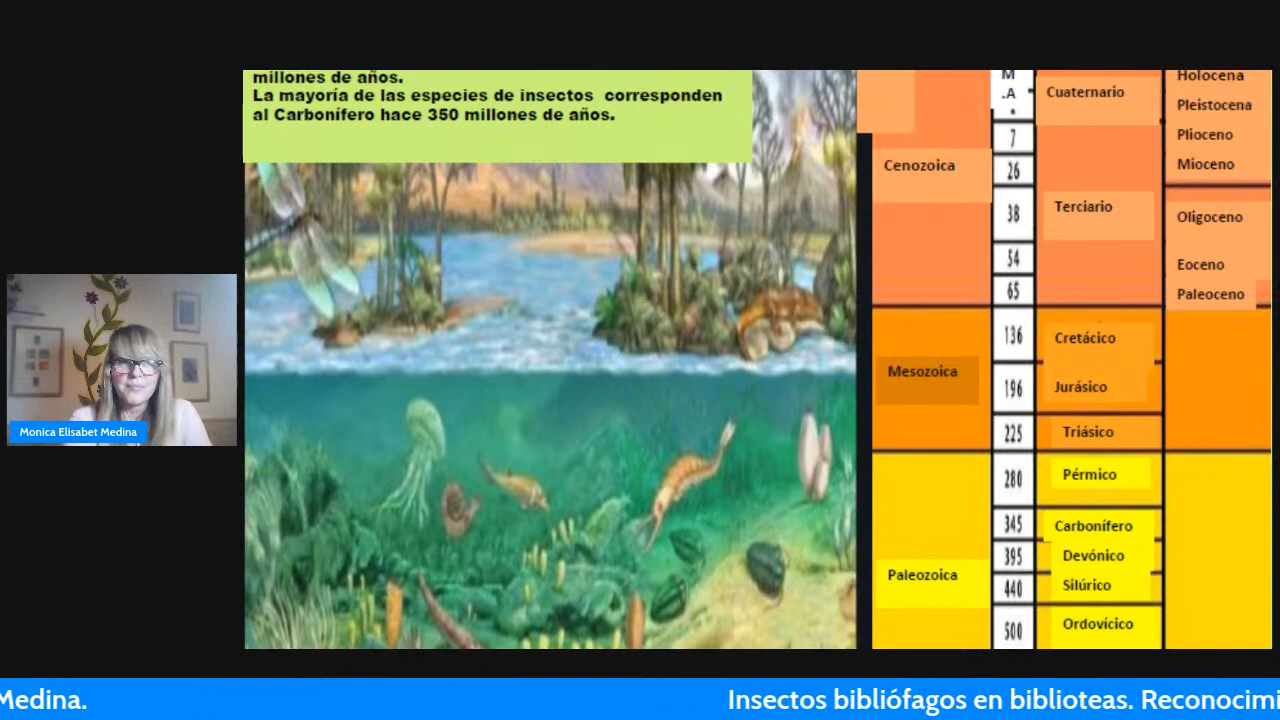 millones de años.
La mayoría de las especies de insectos corresponden
al Carbonífero hace 350 millones de años.
M
.A
Cuaternario
Holocena
Pleistocena
7
Plioceno
Cenozoica
26
Mioceno
38
Terciario
Oligoceno
54
Eoceno
65
Paleoceno
136
Cretácico
Mesozoica
196
Jurásico
225
Triásico
280
Pérmico
345
Carbonífero
395
Devónico
Paleozoica
440
Silúrico
500
Ordovícico
Monica Elisabet Medina
Medina. Insectos bibliófagos en bibliotecas. Reconocimi